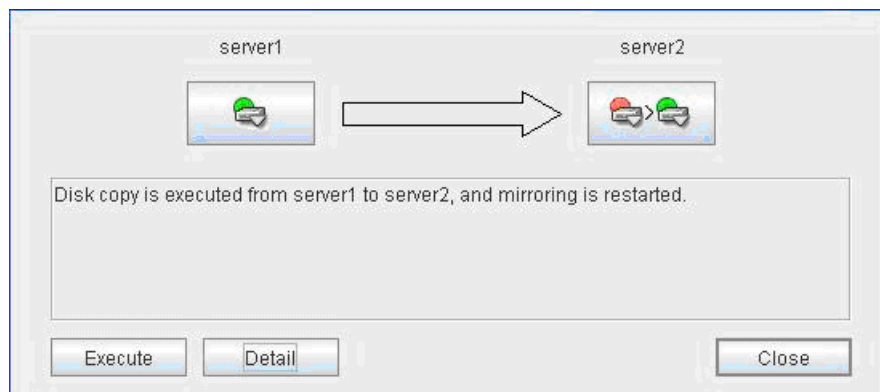 server1
server2
>
Disk copy is executed from server1 to server2, and mirroring is restarted.
Execute
Detail
Close